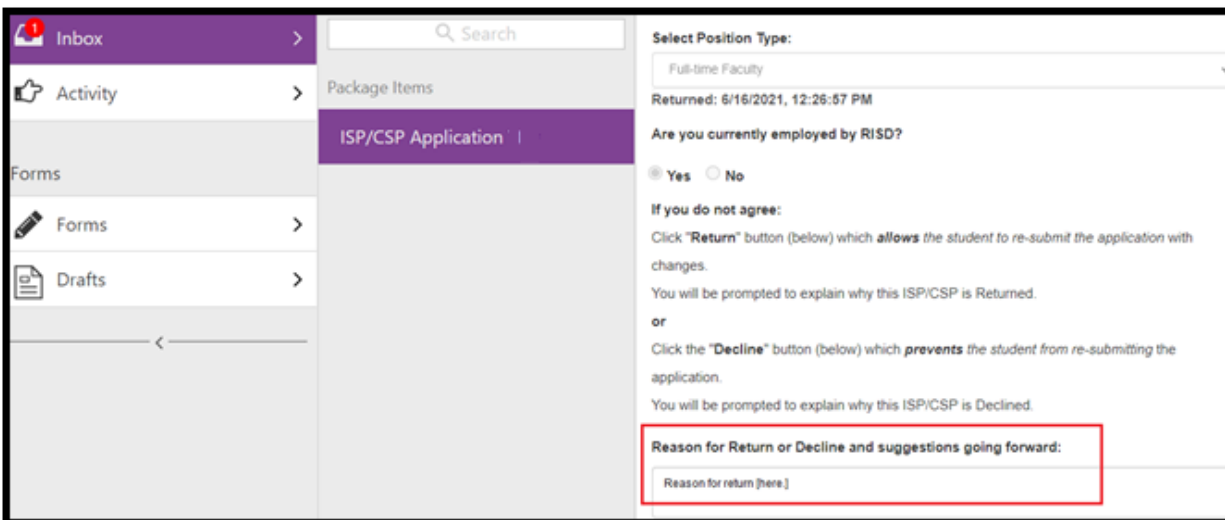 1
Inbox
Activity
Forms
Forms
Drafts
Search
Package Items
ISP/CSP Application
Select Position Type:
Full-time Faculty
Returned: 6/16/2021, 12:26:57 PM
Are you currently employed by RISD?
Yes No
If you do not agree:
Click "Return" button (below) which allows the student to re-submit the application with
changes.
You will be prompted to explain why this ISP/CSP is Returned.
or
Click the "Decline" button (below) which prevents the student from re-submitting the
application.
You will be prompted to explain why this ISP/CSP is Declined.
Reason for Return or Decline and suggestions going forward:
Reason for return [here.]